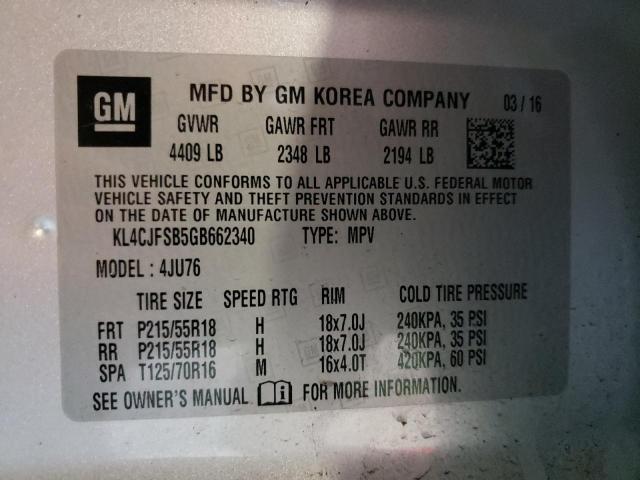 GM MFD BY GM KOREA COMPANY 03 / 16
GVWR GAWR FRT GAWR RR
4409 LB 2348 LB 2194 LB
THIS VEHICLE CONFORMS TO ALL APPLICABLE U.S. FEDERAL MOTOR
VEHICLE SAFETY AND THEFT PREVENTION STANDARDS IN EFFECT
ON THE DATE OF MANUFACTURE SHOWN ABOVE.
KL4CJFSB5GB662340 TYPE: MPV
MODEL : 4JU76
TIRE SIZE SPEED RTG RIM COLD TIRE PRESSURE
FRT P215/55R18 H 18x7.0J 240KPA, 35 PSI
RR P215/55R18 H 18x7.0J 240KPA, 35 PSI
SPA T125/70R16 M 16x4.0T 420KPA, 60 PSI
SEE OWNER'S MANUAL i FOR MORE INFORMATION.